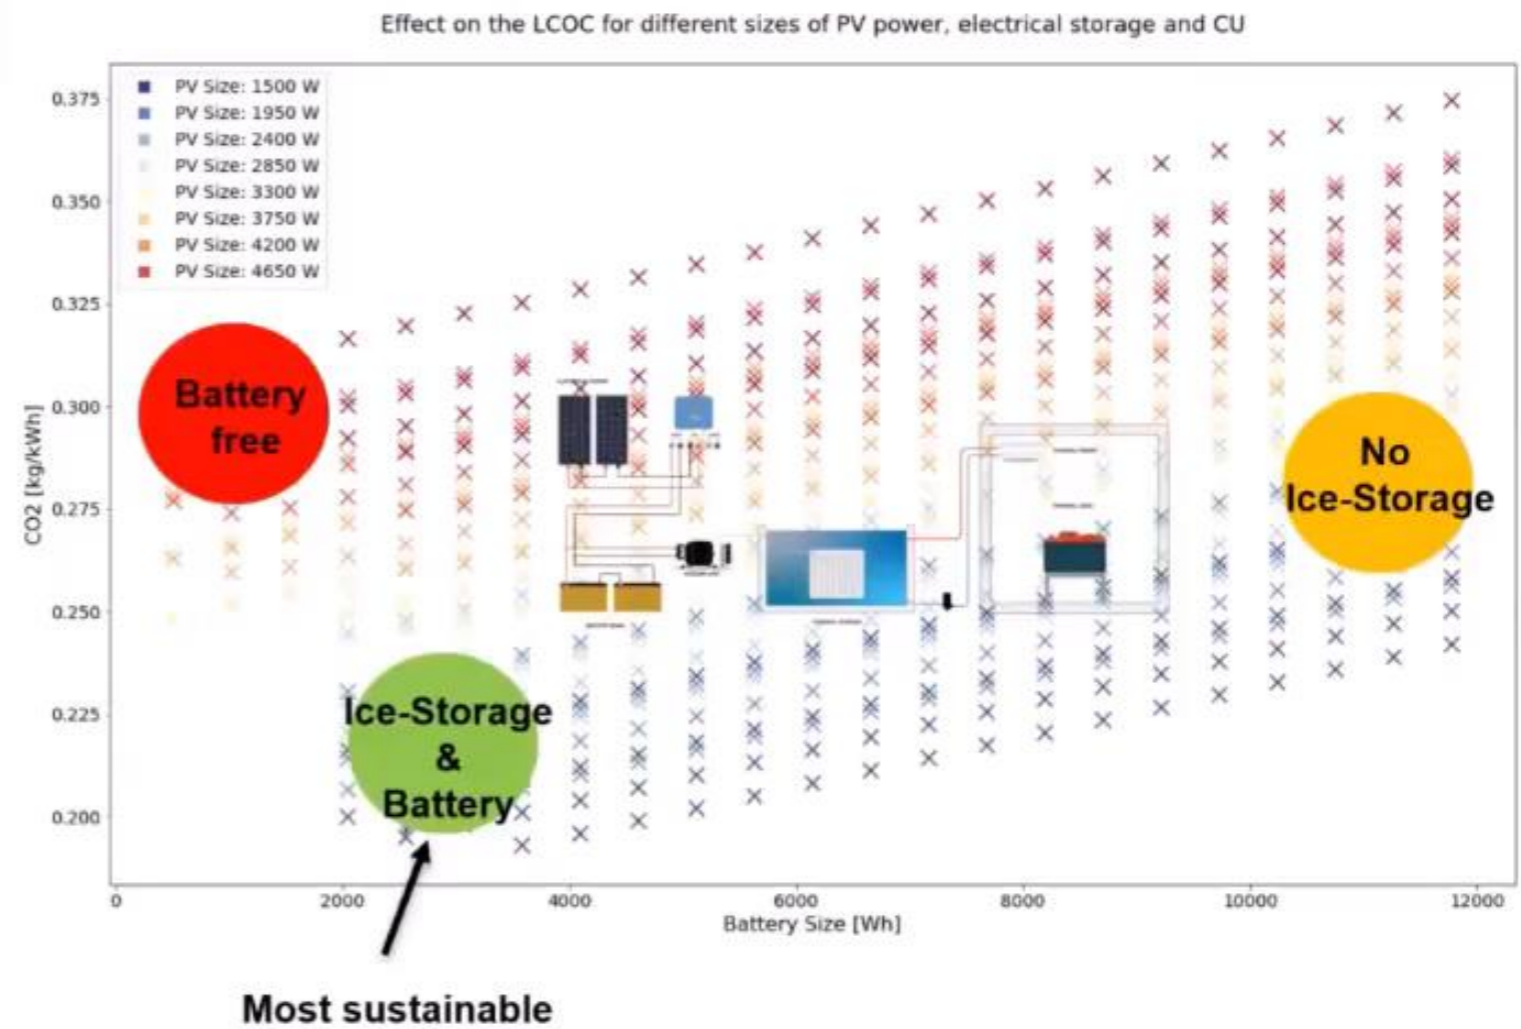 Effect on the LCOC for different sizes of PV power, electrical storage and CU
PV Size: 1500 W
PV Size: 1950 W
PV Size: 2400 W
PV Size: 2850 W
PV Size: 3300 W
PV Size: 3750 W
PV Size: 4200 W
PV Size: 4650 W
0.375
0.350
0.325
0.300
0.275
0.250
0.225
0.200
CO2 [kg/kWh]
Battery
free
No
Ice-Storage
Ice-Storage
&
Battery
0 2000 4000 6000 8000 10000 12000
Battery Size [Wh]
Most sustainable